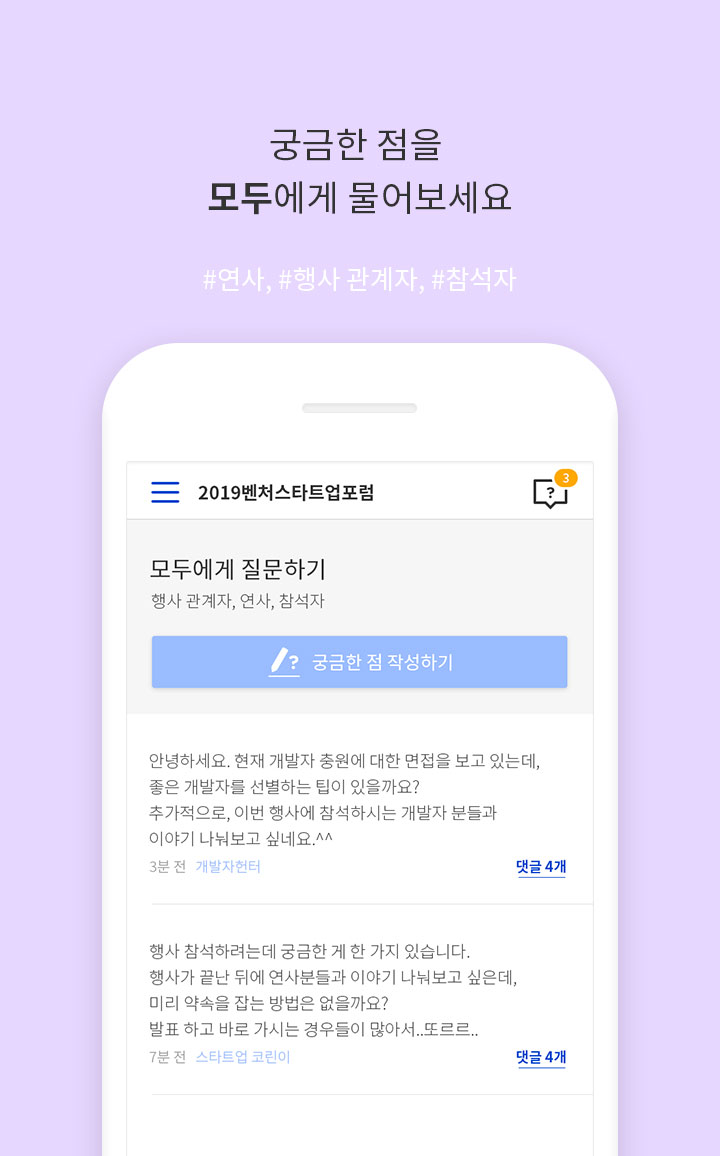 궁금한 점을
모두에게 물어보세요
#연사, #행사 관계자, #참석자
2019벤처스타트업포럼
?
3
모두에게 질문하기
행사 관계자, 연사, 참석자
? 궁금한 점 작성하기
안녕하세요. 현재 개발자 충원에 대한 면접을 보고 있는데,
좋은 개발자를 선별하는 팁이 있을까요?
추가적으로, 이번 행사에 참석하시는 개발자 분들과
이야기 나눠보고 싶네요.^^
3분 전 개발자헌터 댓글 4개
행사 참석하려는데 궁금한 게 한 가지 있습니다.
행사가 끝난 뒤에 연사분들과 이야기 나눠보고 싶은데,
미리 약속을 잡는 방법은 없을까요?
발표 하고 바로 가시는 경우들이 많아서..또르르..
7분 전 스타트업 코린이 댓글 4개